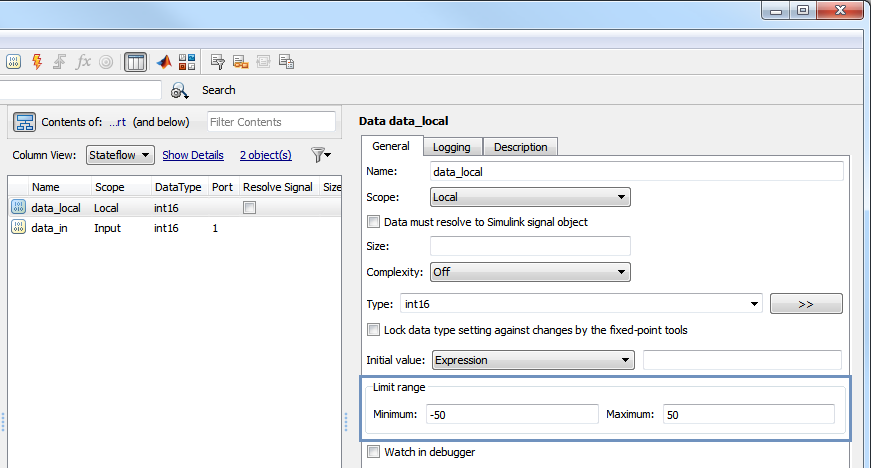 fx
Search
Contents of: ...rt (and below) Filter Contents
Column View: Stateflow Show Details 2 object(s)
Name Scope DataType Port Resolve Signal Size
data_local Local int16
data_in Input int16 1
Data data_local
General Logging Description
Name: data_local
Scope: Local
Data must resolve to Simulink signal object
Size:
Complexity: Off
Type: int16 >>
Lock data type setting against changes by the fixed-point tools
Initial value: Expression
Limit range
Minimum: -50 Maximum: 50
Watch in debugger